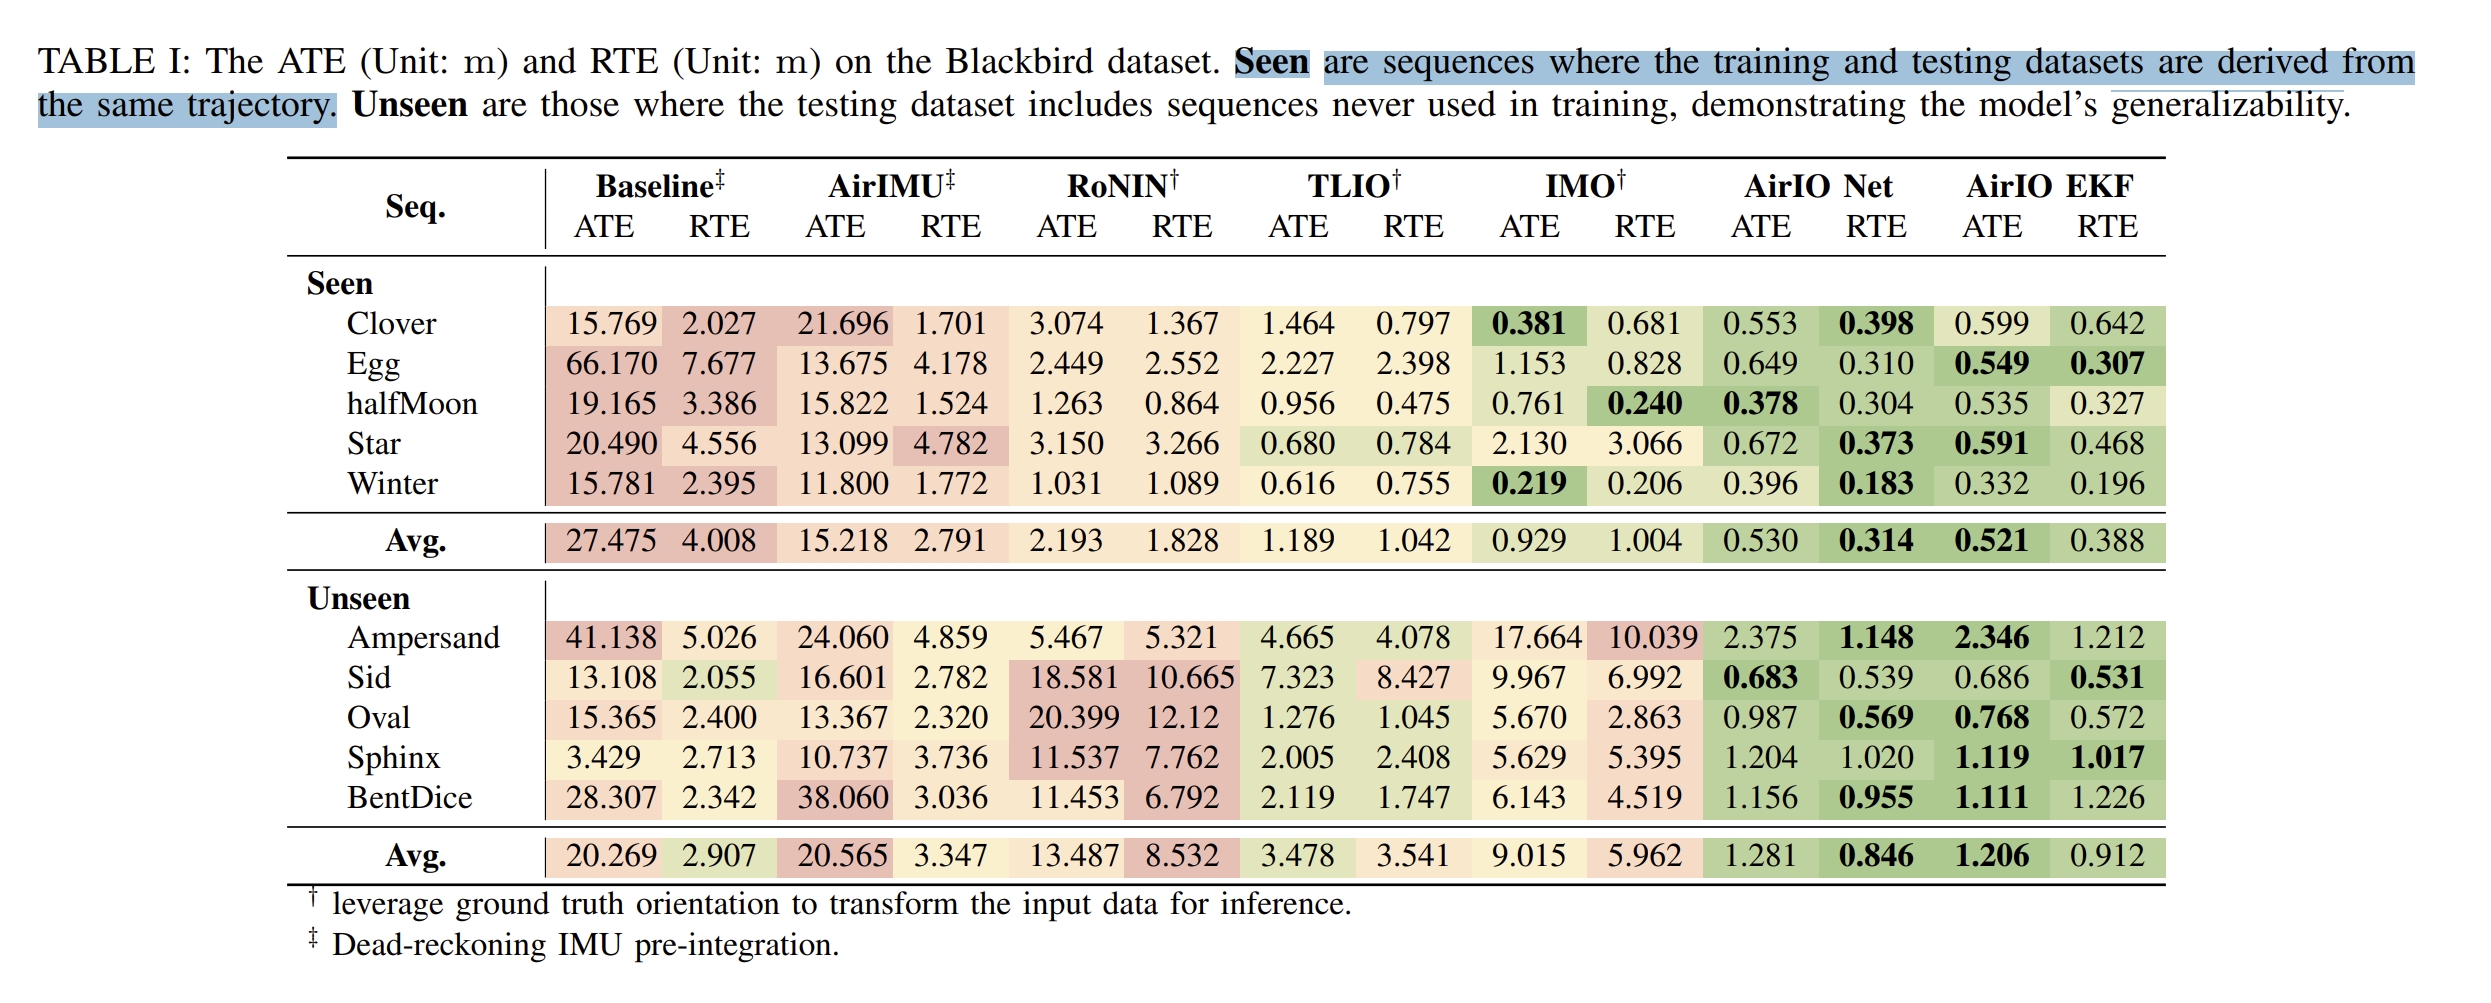 TABLE I: The ATE (Unit: m) and RTE (Unit: m) on the Blackbird dataset. Seen are sequences where the training and testing datasets are derived from
the same trajectory. Unseen are those where the testing dataset includes sequences never used in training, demonstrating the model's generalizability.
Seq. Baseline‡ AirIMU‡ RoNIN† TLIO† IMO† AirIO Net AirIO EKF
ATE RTE ATE RTE ATE RTE ATE RTE ATE RTE ATE RTE ATE RTE
Seen
Clover 15.769 2.027 21.696 1.701 3.074 1.367 1.464 0.797 0.381 0.681 0.553 0.398 0.599 0.642
Egg 66.170 7.677 13.675 4.178 2.449 2.552 2.227 2.398 1.153 0.828 0.649 0.310 0.549 0.307
halfMoon 19.165 3.386 15.822 1.524 1.263 0.864 0.956 0.475 0.761 0.240 0.378 0.304 0.535 0.327
Star 20.490 4.556 13.099 4.782 3.150 3.266 0.680 0.784 2.130 3.066 0.672 0.373 0.591 0.468
Winter 15.781 2.395 11.800 1.772 1.031 1.089 0.616 0.755 0.219 0.206 0.396 0.183 0.332 0.196
Avg. 27.475 4.008 15.218 2.791 2.193 1.828 1.189 1.042 0.929 1.004 0.530 0.314 0.521 0.388
Unseen
Ampersand 41.138 5.026 24.060 4.859 5.467 5.321 4.665 4.078 17.664 10.039 2.375 1.148 2.346 1.212
Sid 13.108 2.055 16.601 2.782 18.581 10.665 7.323 8.427 9.967 6.992 0.683 0.539 0.686 0.531
Oval 15.365 2.400 13.367 2.320 20.399 12.12 1.276 1.045 5.670 2.863 0.987 0.569 0.768 0.572
Sphinx 3.429 2.713 10.737 3.736 11.537 7.762 2.005 2.408 5.629 5.395 1.204 1.020 1.119 1.017
BentDice 28.307 2.342 38.060 3.036 11.453 6.792 2.119 1.747 6.143 4.519 1.156 0.955 1.111 1.226
Avg. 20.269 2.907 20.565 3.347 13.487 8.532 3.478 3.541 9.015 5.962 1.281 0.846 1.206 0.912
† leverage ground truth orientation to transform the input data for inference.
‡ Dead-reckoning IMU pre-integration.